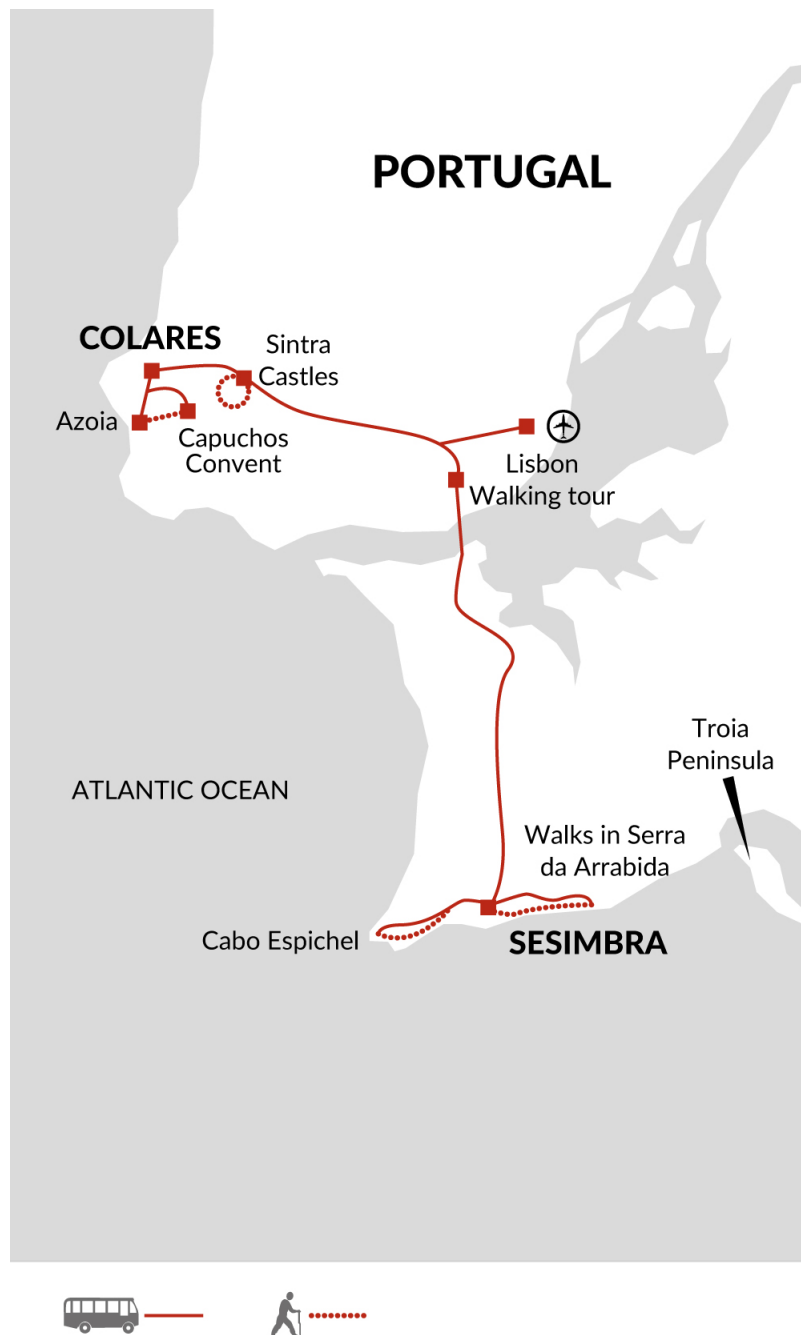 PORTUGAL
COLARES
Sintra
Castles
Azoia
Capuchos
Convent
Lisbon
Walking tour
Troia
Peninsula
ATLANTIC OCEAN
Walks in Serra
da Arrabida
Cabo Espichel
SESIMBRA